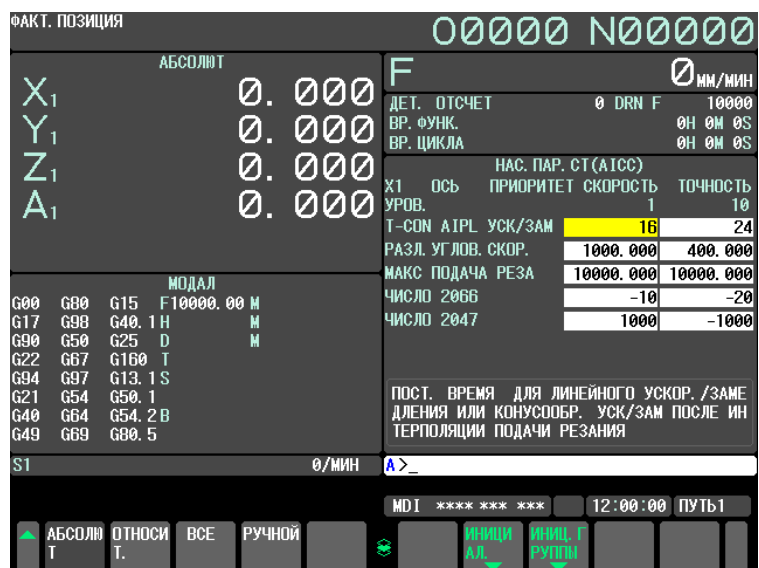 ФАКТ. ПОЗИЦИЯ
O0000 N00000
АБСОЛЮТ
X1 0. 000
Y1 0. 000
Z1 0. 000
A1 0. 000
F 0 ММ/МИН
ДЕТ. ОТСЧЕТ 0 DRN F 10000
ВР. ФУНК. 0H 0M 0S
ВР. ЦИКЛА 0H 0M 0S
НАС. ПАР. СТ(AICC)
X1 ОСЬ ПРИОРИТЕТ СКОРОСТЬ ТОЧНОСТЬ
УРОВ. 1 10
T-CON AIPL УСК/ЗАМ 16 24
РАЗЛ. УГЛОВ. СКОР. 1000. 000 400. 000
МАКС ПОДАЧА РЕЗА 10000. 000 10000. 000
ЧИСЛО 2066 -10 -20
ЧИСЛО 2047 1000 -1000
МОДАЛ
G00 G80 G15 F10000. 00 M
G17 G98 G40. 1 H M
G90 G50 G25 D M
G22 G67 G160 T
G94 G97 G13. 1 S
G21 G54 G50. 1
G40 G64 G54. 2 B
G49 G69 G80. 5
ПОСТ. ВРЕМЯ ДЛЯ ЛИНЕЙНОГО УСКОР. /ЗАМЕ
ДЛЕНИЯ ИЛИ КОНУСООБР. УСК/ЗАМ ПОСЛЕ ИН
ТЕРПОЛЯЦИИ ПОДАЧИ РЕЗАНИЯ
S1 0/МИН
A >_
MDI **** *** *** 12:00:00 ПУТЬ1
АБСОЛЮ ОТНОСИ ВСЕ РУЧНОЙ ИНИЦИ ИНИЦ. Г
Т Т. АЛ. РУППЫ